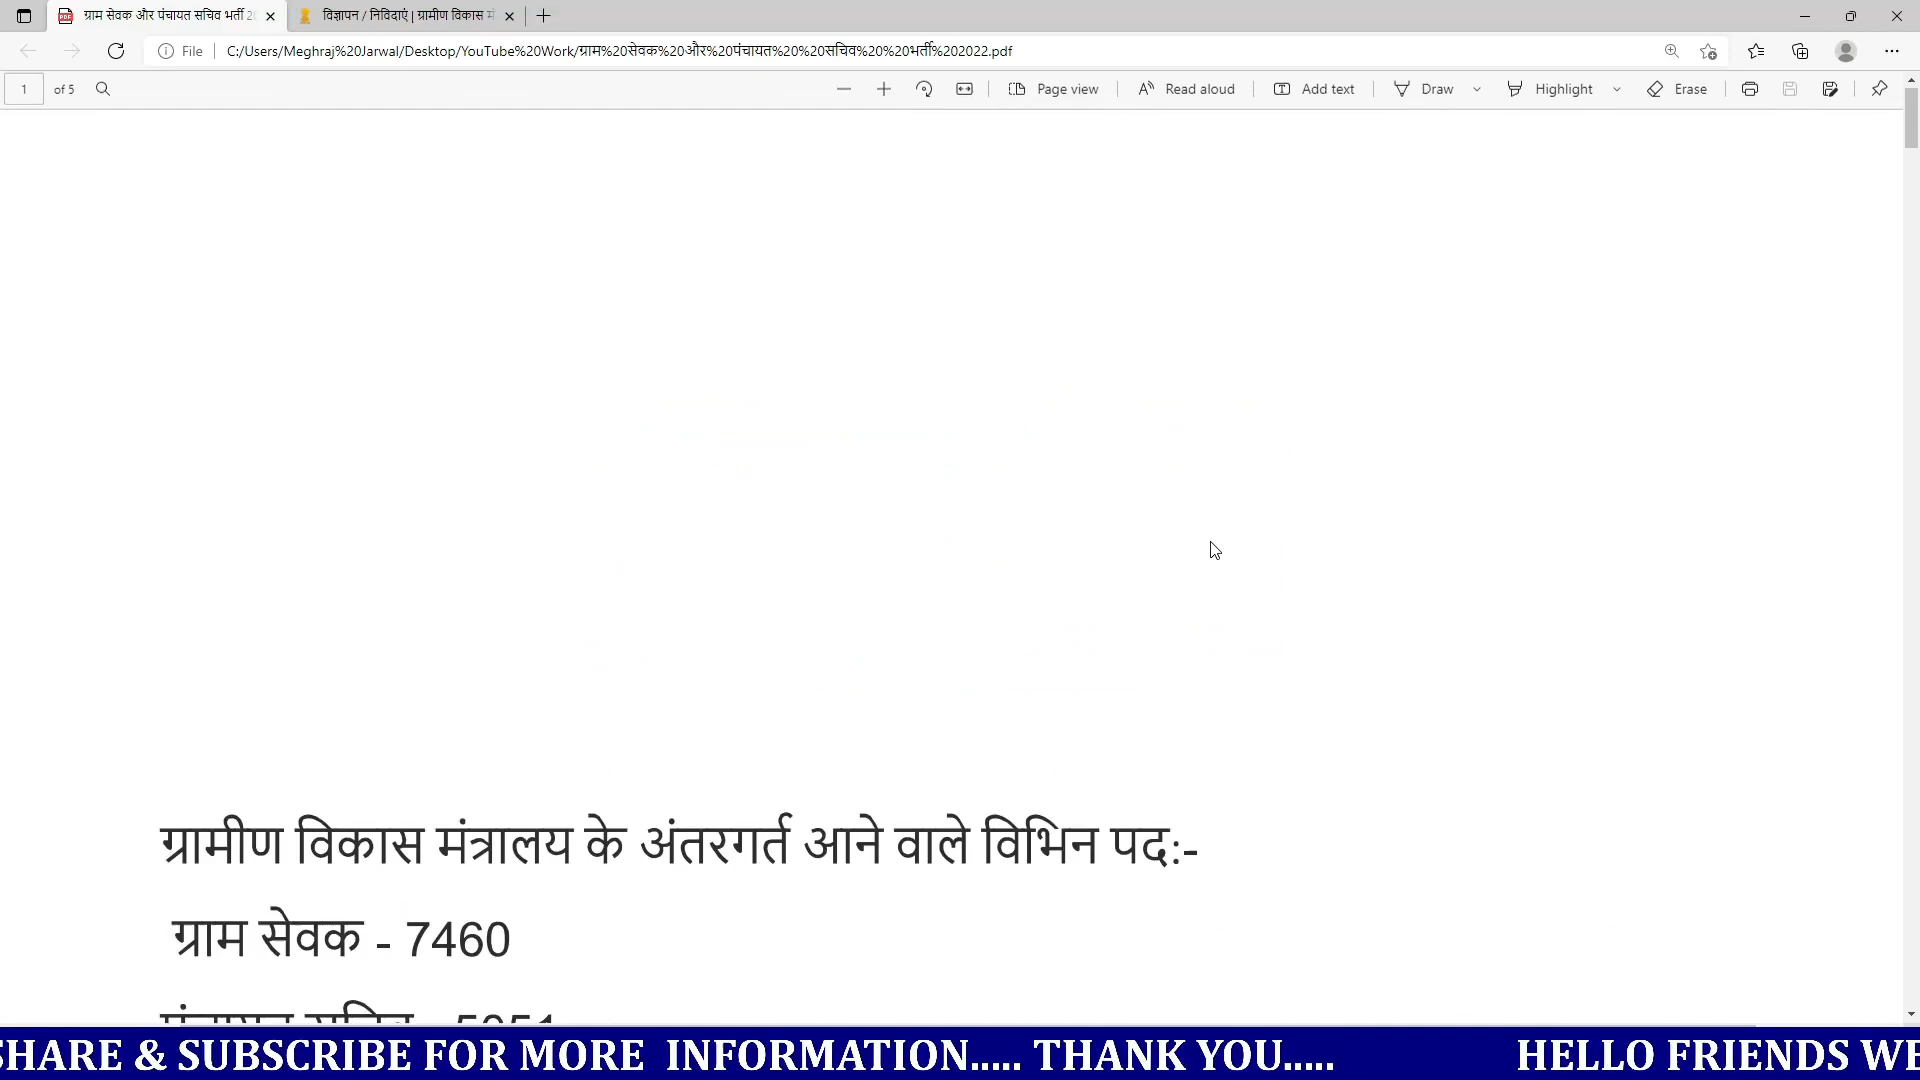 ग्राम सेवक और पंचायत सचिव भर्ती 2
विज्ञापन / निविदाएं | ग्रामीण विकास मं
File
C:/Users/Meghraj%20Jarwal/Desktop/YouTube%20Work/ग्राम%20सेवक%20और%20पंचायत%20%20सचिव%20%20भर्ती%202022.pdf
1 of 5
Page view
Read aloud
Add text
Draw
Highlight
Erase
ग्रामीण विकास मंत्रालय के अंतरगर्त आने वाले विभिन पद:-
ग्राम सेवक - 7460
पंचायत सचिव -
SHARE & SUBSCRIBE FOR MORE INFORMATION..... THANK YOU..... HELLO FRIENDS WE